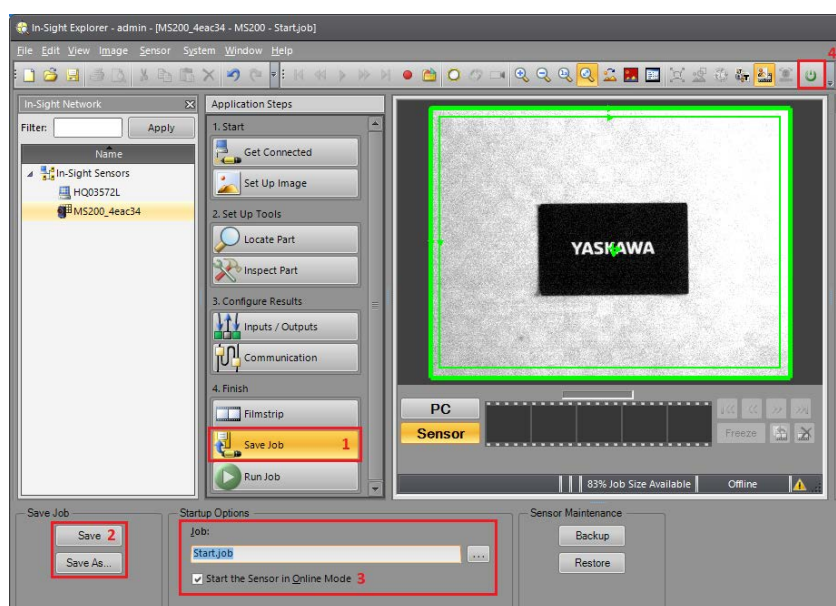 In-Sight Explorer - admin - [MS200_4eac34 - MS200 - Start.job]
File Edit View Image Sensor System Window Help
4
In-Sight Network
Filter: Apply
Name
In-Sight Sensors
HQ03572L
MS200_4eac34
Application Steps
1. Start
Get Connected
Set Up Image
2. Set Up Tools
Locate Part
Inspect Part
3. Configure Results
Inputs / Outputs
Communication
4. Finish
Filmstrip
Save Job 1
Run Job
YASKAWA
PC
Sensor
Freeze
83% Job Size Available Offline
Save Job
Save 2
Save As...
Startup Options
Job:
Start.job ...
Start the Sensor in Online Mode 3
Sensor Maintenance
Backup
Restore